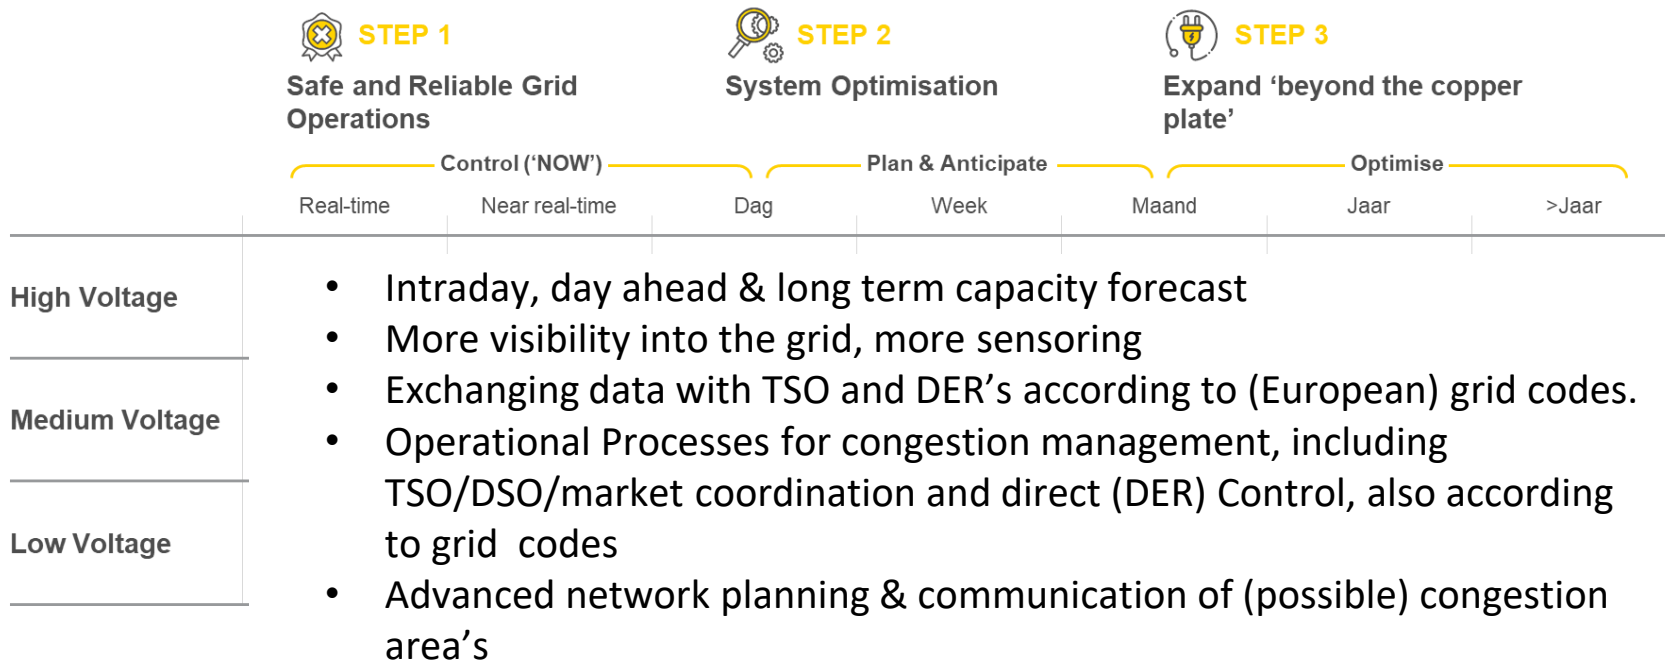 STEP 1
STEP 2
STEP 3
Safe and Reliable Grid
Operations
System Optimisation
Expand ‘beyond the copper
plate’
Control (‘NOW’)
Plan & Anticipate
Optimise
Real-time
Near real-time
Dag
Week
Maand
Jaar
>Jaar
High Voltage
Medium Voltage
Low Voltage
• Intraday, day ahead & long term capacity forecast
• More visibility into the grid, more sensoring
• Exchanging data with TSO and DER’s according to (European) grid codes.
• Operational Processes for congestion management, including
TSO/DSO/market coordination and direct (DER) Control, also according
to grid codes
• Advanced network planning & communication of (possible) congestion
area’s